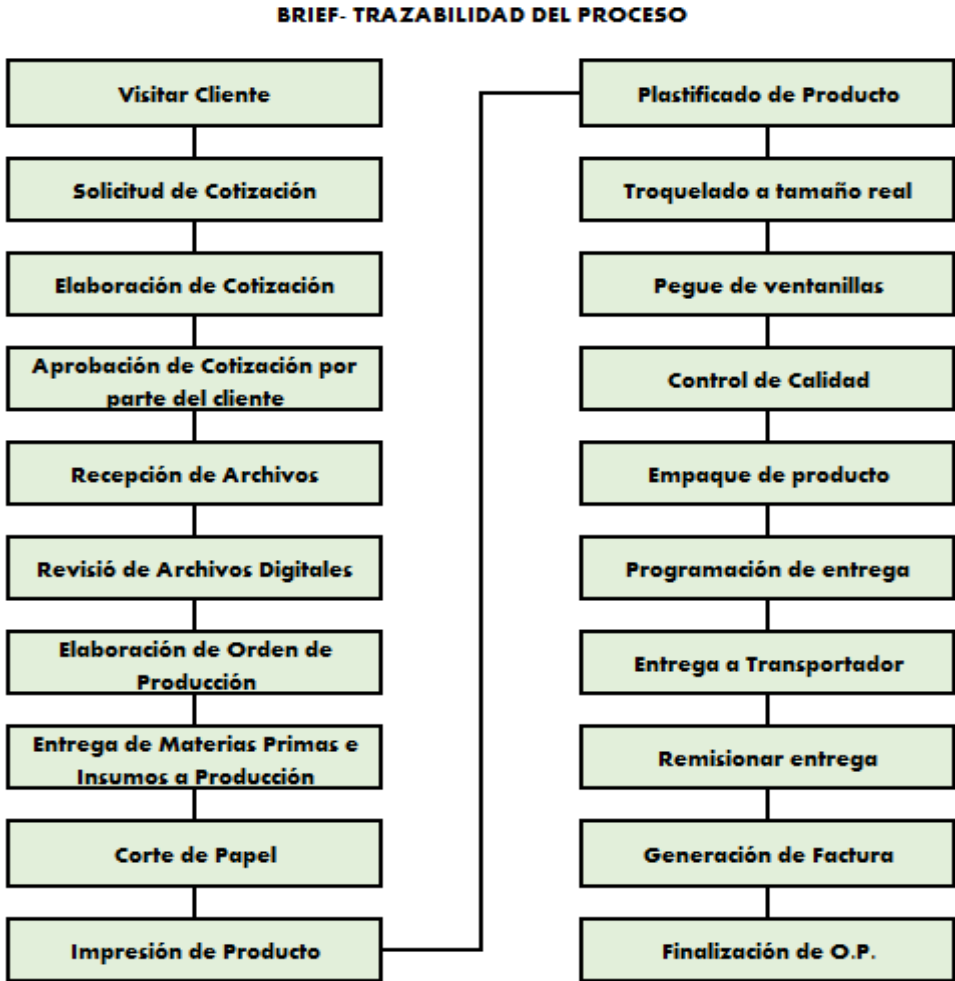 BRIEF- TRAZABILIDAD DEL PROCESO
Visitar Cliente
Solicitud de Cotización
Elaboración de Cotización
Aprobación de Cotización por
parte del cliente
Recepción de Archivos
Revisió de Archivos Digitales
Elaboración de Orden de
Producción
Entrega de Materias Primas e
Insumos a Producción
Corte de Papel
Impresión de Producto
Plastificado de Producto
Troquelado a tamaño real
Pegue de ventanillas
Control de Calidad
Empaque de producto
Programación de entrega
Entrega a Transportador
Remisionar entrega
Generación de Factura
Finalización de O.P.